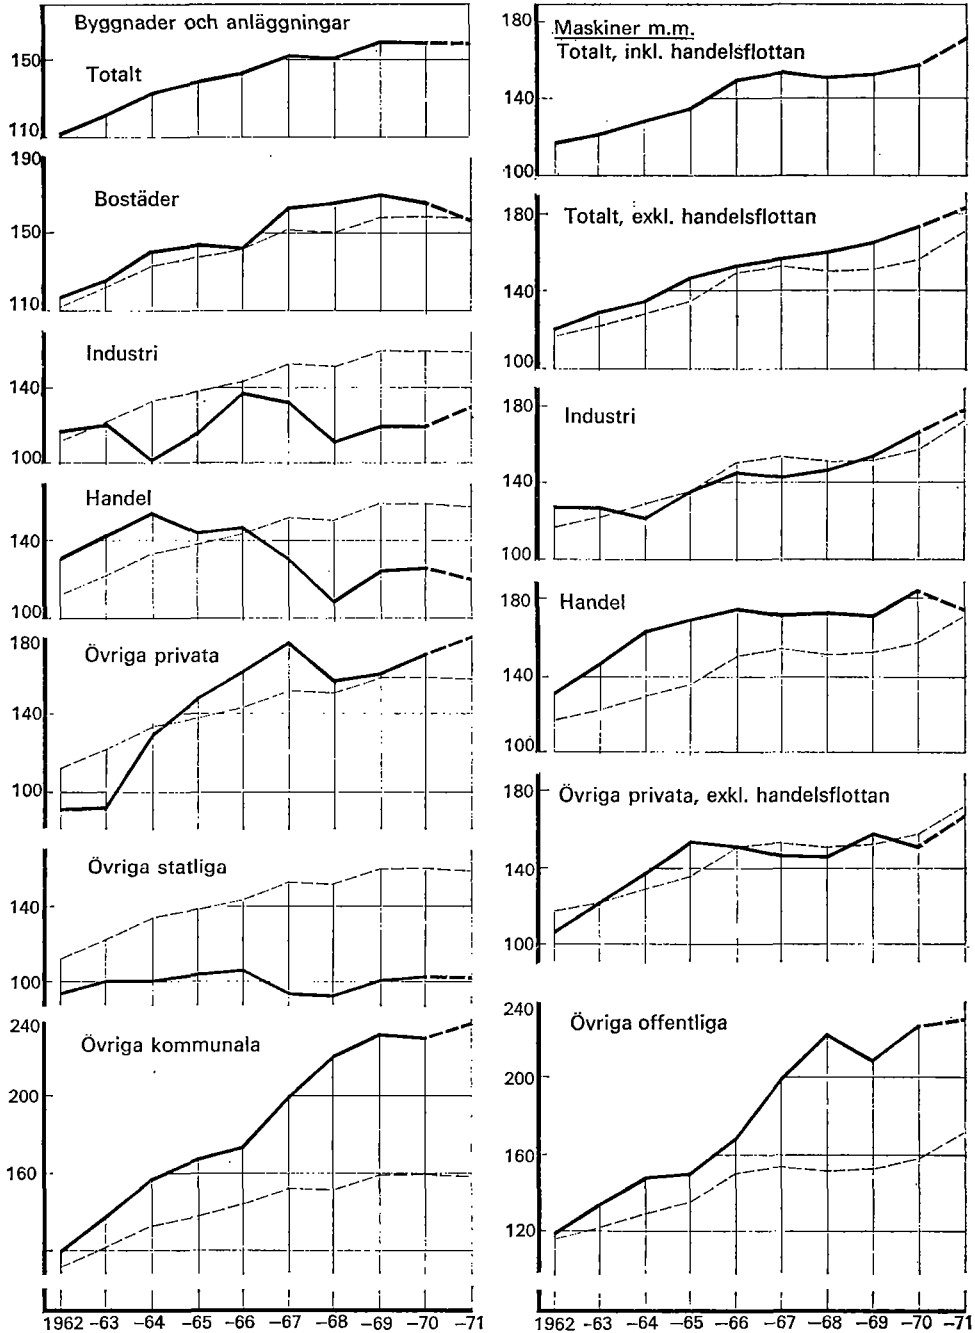 Byggnader och anläggningar
150
Totalt
110
190
Bostäder
150
110
Industri
140
100
Handel
140
100
180
Övriga privata
140
100
Övriga statliga
140
100
240
Övriga kommunala
200
160
1962 -63 -64 -65 -66 -67 -68 -69 -70 -71
180
Maskiner m.m.
Totalt, inkl. handelsflottan
140
100
180
Totalt, exkl. handelsflottan
140
100
180
Industri
140
100
180
Handel
140
100
180
Övriga privata, exkl. handelsflottan
140
100
240
Övriga offentliga
200
160
120
1962 -63 -64 -65 -66 -67 -68 -69 -70 -71